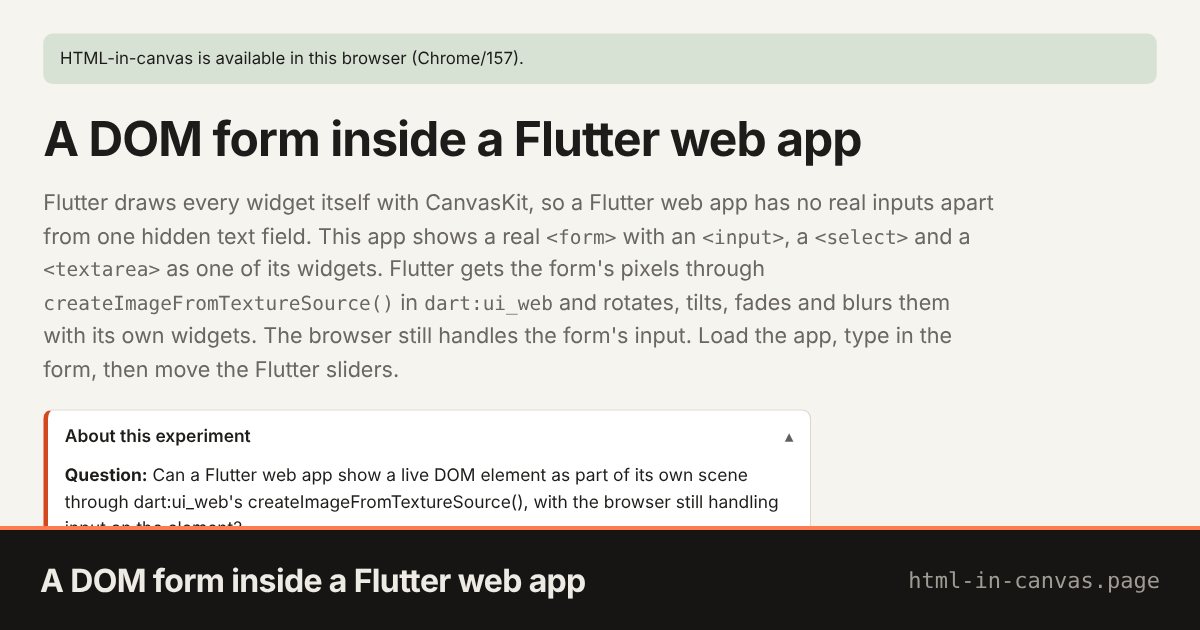 HTML-in-canvas is available in this browser (Chrome/157).
A DOM form inside a Flutter web app
Flutter draws every widget itself with CanvasKit, so a Flutter web app has no real inputs apart
from one hidden text field. This app shows a real <form> with an <input>, a <select> and a
<textarea> as one of its widgets. Flutter gets the form's pixels through
createImageFromTextureSource() in dart:ui_web and rotates, tilts, fades and blurs them
with its own widgets. The browser still handles the form's input. Load the app, type in the
form, then move the Flutter sliders.
About this experiment ▲
Question: Can a Flutter web app show a live DOM element as part of its own scene
through dart:ui_web's createImageFromTextureSource(), with the browser still handling
input on the element?
A DOM form inside a Flutter web app
html-in-canvas.page